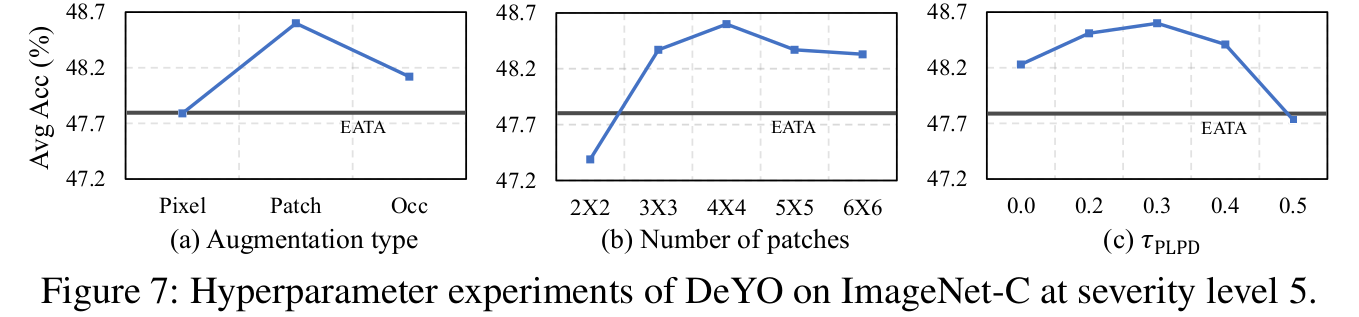 Avg Acc (%)
48.7
48.2
47.7
47.2
EATA
Pixel Patch Occ
(a) Augmentation type
48.7
48.2
47.7
47.2
EATA
2X2 3X3 4X4 5X5 6X6
(b) Number of patches
48.7
48.2
47.7
47.2
EATA
0.0 0.2 0.3 0.4 0.5
(c) τPLPD
Figure 7: Hyperparameter experiments of DeYO on ImageNet-C at severity level 5.